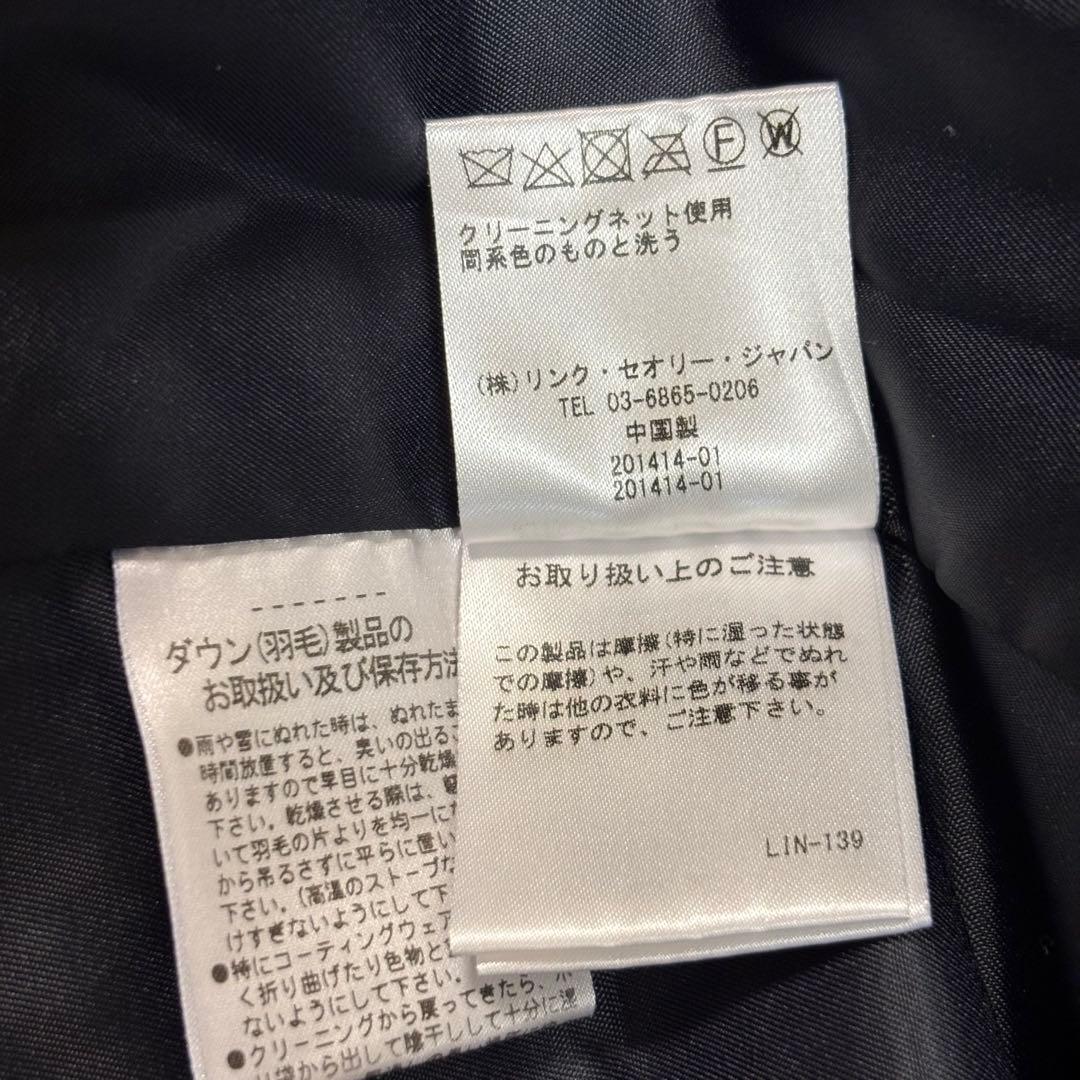 F
W
クリーニングネット使用
同系色のものと洗う
(株)リンク・セオリー・ジャパン
TEL 03-6865-0206
中国製
201414-01
201414-01
お取り扱い上のご注意
この製品は摩擦(特に湿った状態
での摩擦)や、汗や雨などでぬれ
た時は他の衣料に色が移る事が
ありますので、ご注意下さい。
LIN-139
-------
ダウン(羽毛)製品の
お取扱い及び保存方法
●雨や雪にぬれた時は、ぬれたま
時間放置すると、臭いの出るこ
ありますので早目に十分乾燥
下さい。乾燥させる際は、軽
いて羽毛の片よりを均一に
から吊るさずに平らに置い
下さい。(高温のストーブな
けすぎないようにして下
●特にコーティングウェア
く折り曲げたり色物と
ないようにして下さい。
●クリーニングから戻ってきたら、ポ
リ袋から出して陰干しして十分に湿